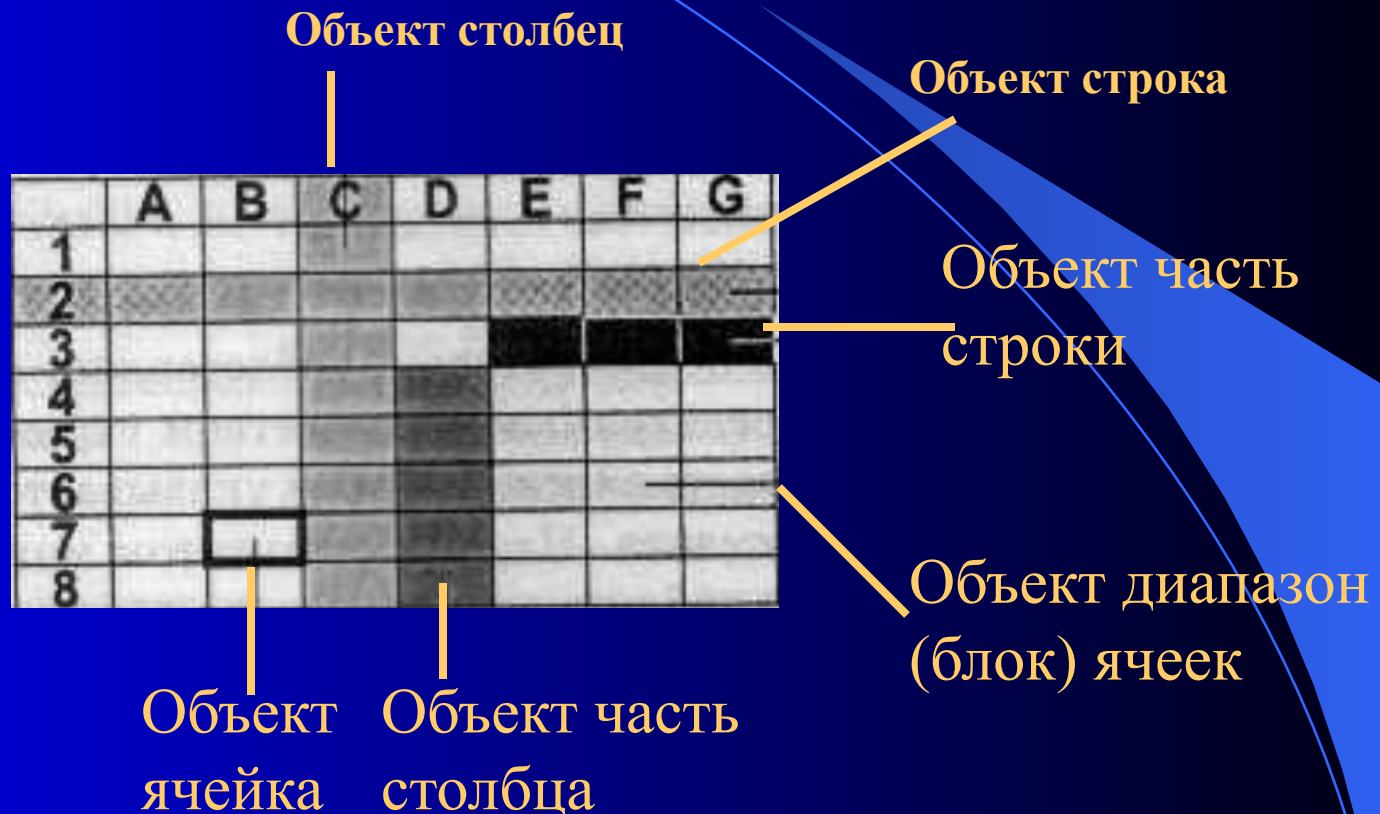 Объект столбец
Объект строка
A B C D E F G
1
2
3
4
5
6
7
8
Объект часть
строки
Объект диапазон
(блок) ячеек
Объект
ячейка
Объект часть
столбца